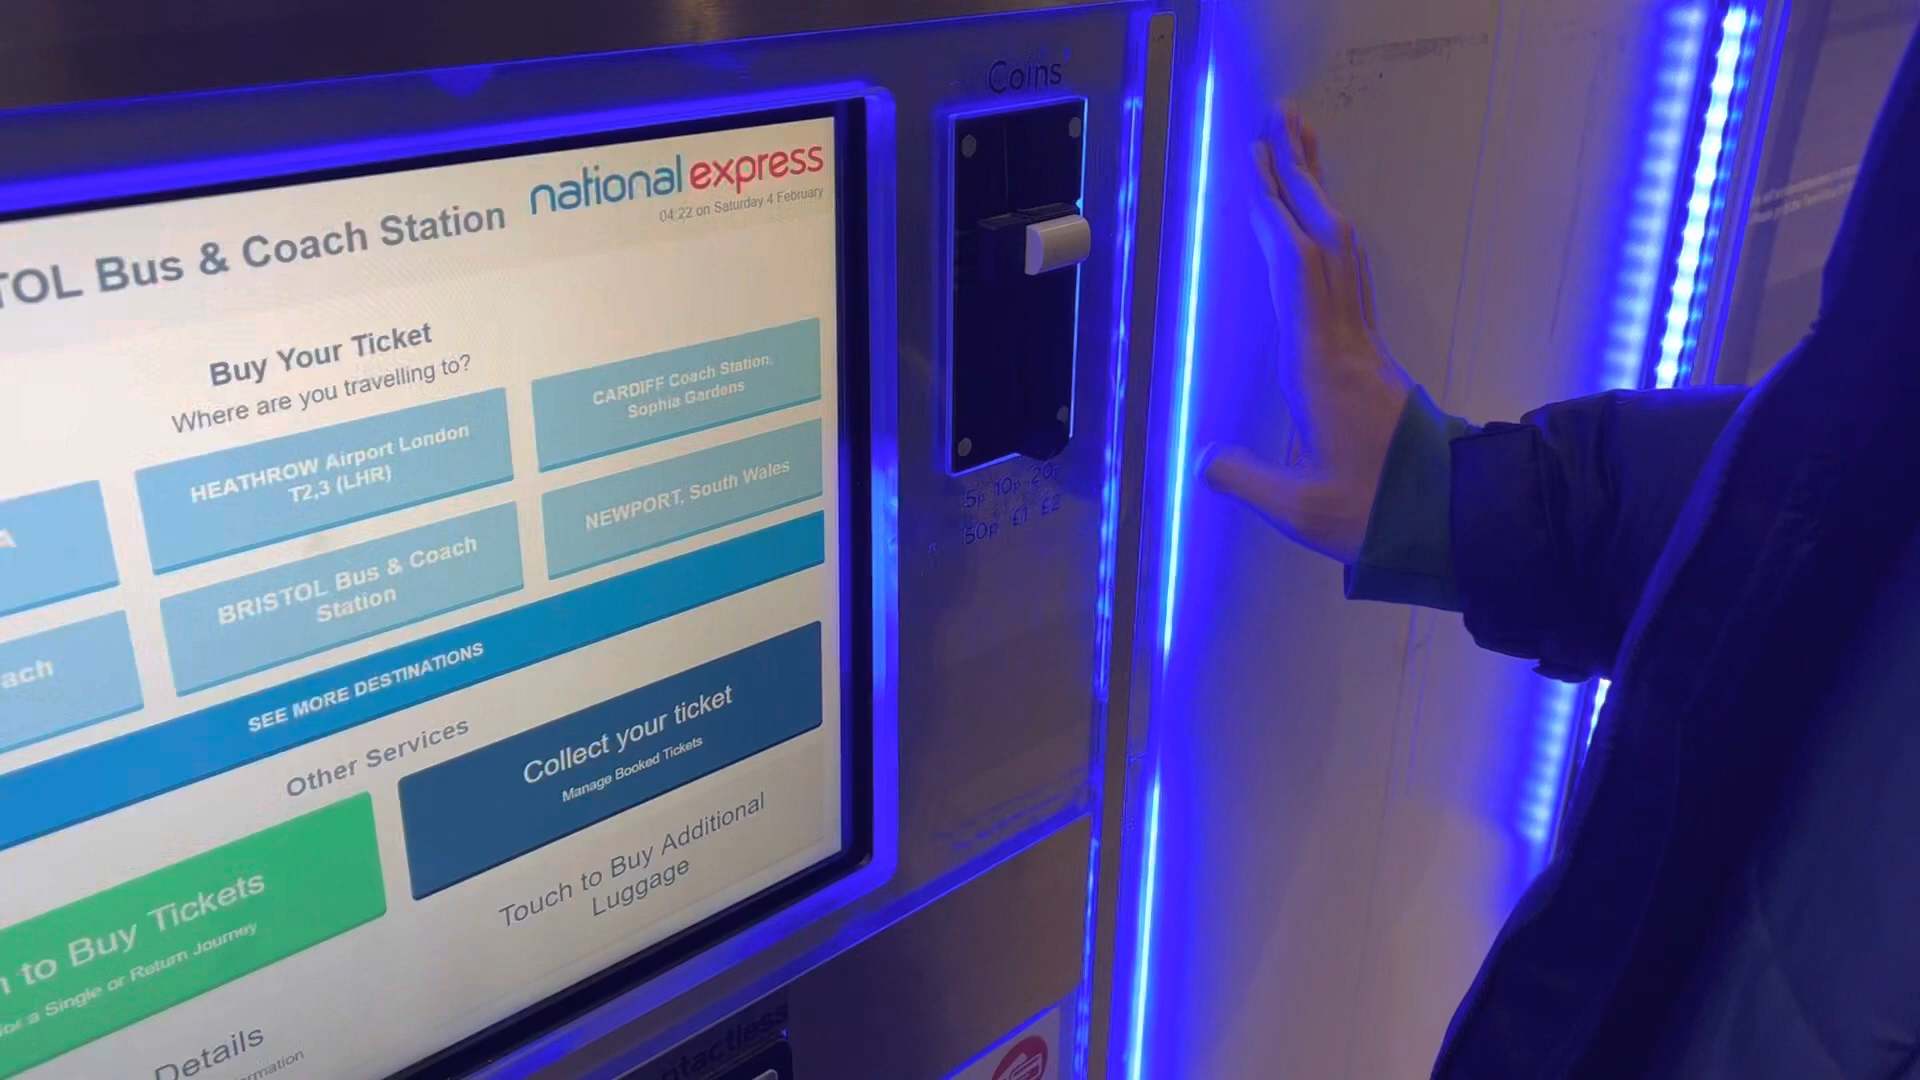 Coins
national express
04:22 on Saturday 4 February
TOL Bus & Coach Station
Buy Your Ticket
Where are you travelling to?
HEATHROW Airport London
T2,3 (LHR)
CARDIFF Coach Station,
Sophia Gardens
A
BRISTOL Bus & Coach
Station
NEWPORT, South Wales
ach
SEE MORE DESTINATIONS
5p 10p 20p
50p £1 £2
Other Services
Collect your ticket
Manage Booked Tickets
to Buy Tickets
for a Single or Return Journey
Touch to Buy Additional
Luggage
Details
rmation
ntactless